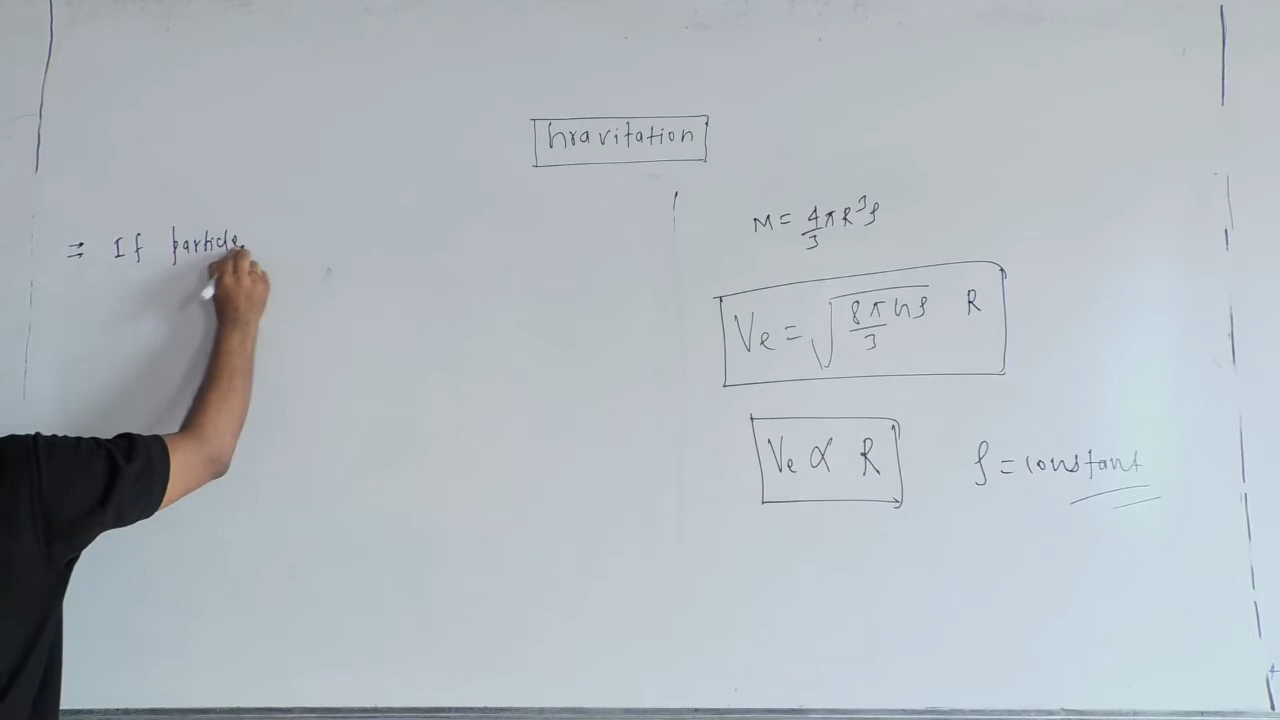 Gravitation
⇒ If particle
M = 4/3 πR³ρ
Ve = √(8πGρ/3) R
Ve ∝ R
ρ = constant